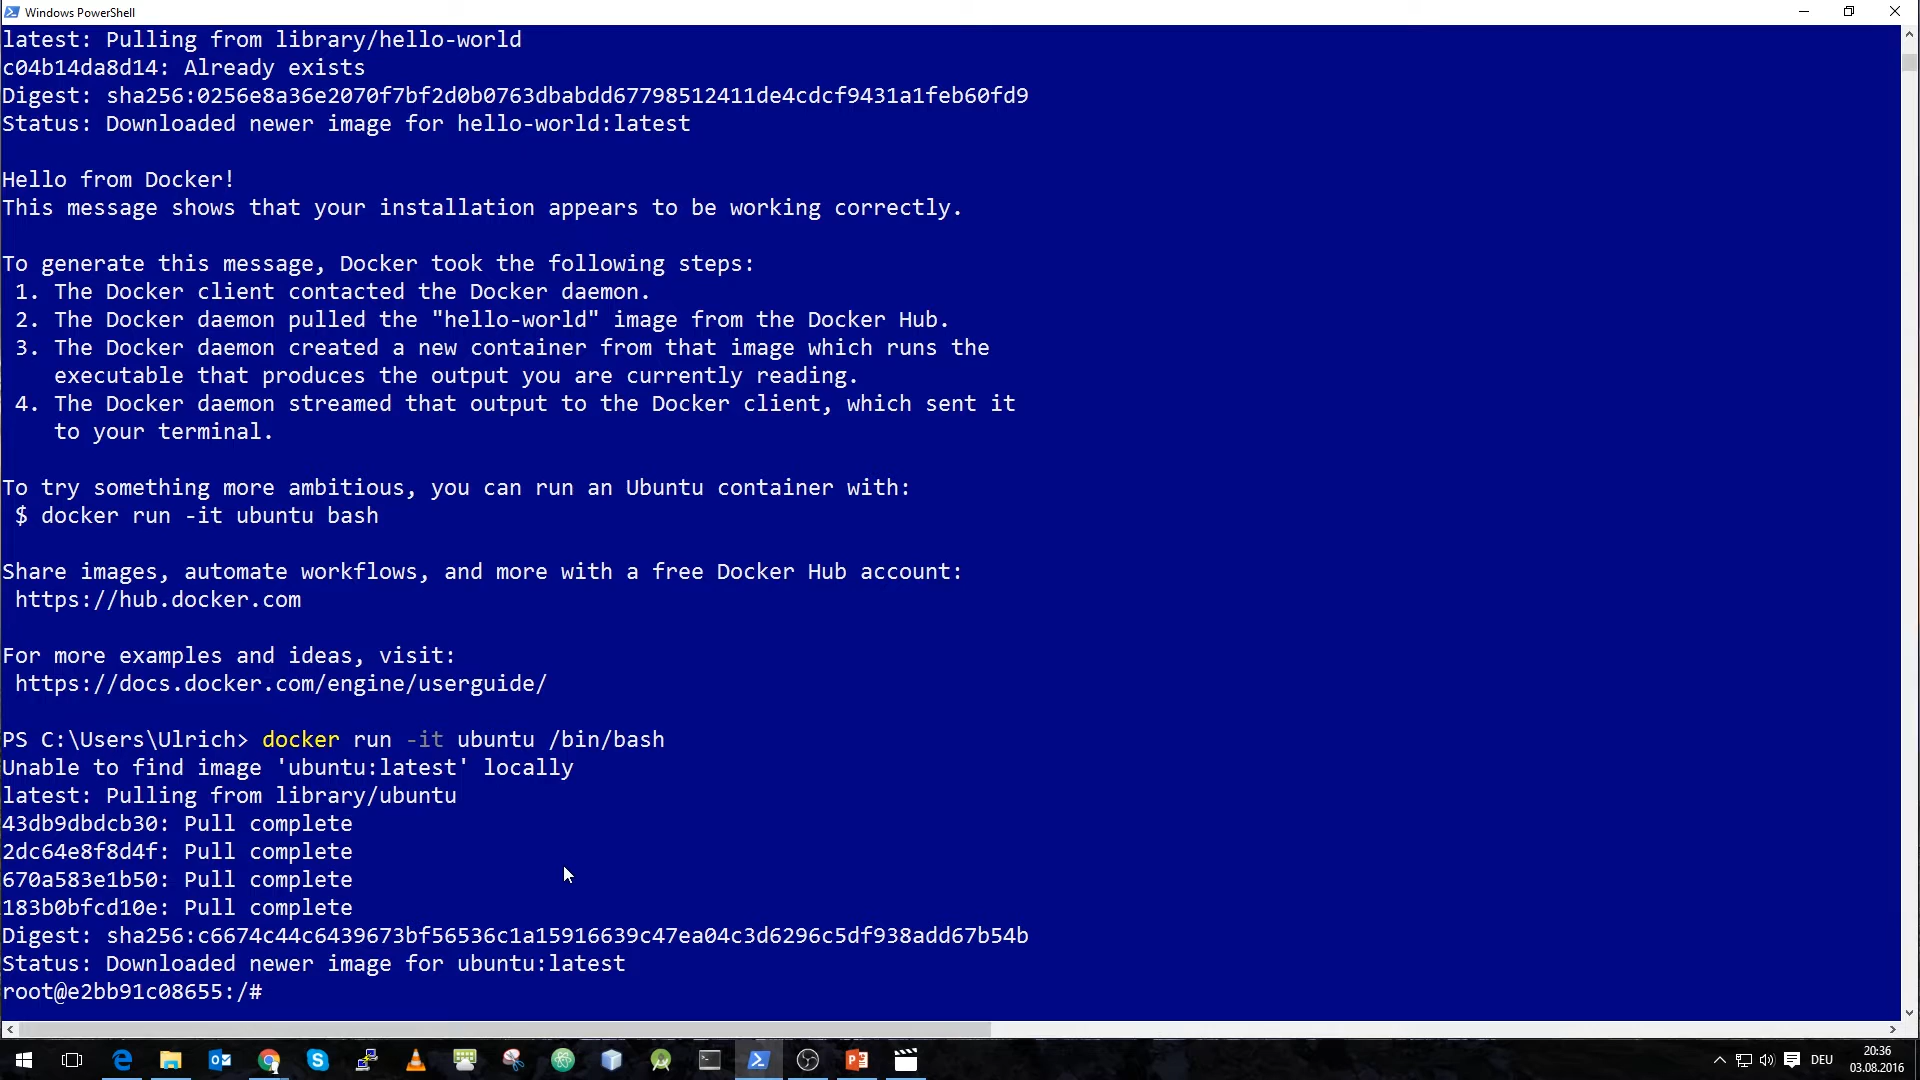 Windows PowerShell
latest: Pulling from library/hello-world
c04b14da8d14: Already exists
Digest: sha256:0256e8a36e2070f7bf2d0b0763dbabdd67798512411de4cdcf9431a1feb60fd9
Status: Downloaded newer image for hello-world:latest
Hello from Docker!
This message shows that your installation appears to be working correctly.
To generate this message, Docker took the following steps:
1. The Docker client contacted the Docker daemon.
2. The Docker daemon pulled the "hello-world" image from the Docker Hub.
3. The Docker daemon created a new container from that image which runs the
executable that produces the output you are currently reading.
4. The Docker daemon streamed that output to the Docker client, which sent it
to your terminal.
To try something more ambitious, you can run an Ubuntu container with:
$ docker run -it ubuntu bash
Share images, automate workflows, and more with a free Docker Hub account:
https://hub.docker.com
For more examples and ideas, visit:
https://docs.docker.com/engine/userguide/
PS C:\Users\Ulrich> docker run -it ubuntu /bin/bash
Unable to find image 'ubuntu:latest' locally
latest: Pulling from library/ubuntu
43db9dbdcb30: Pull complete
2dc64e8f8d4f: Pull complete
670a583e1b50: Pull complete
183b0bfcd10e: Pull complete
Digest: sha256:c6674c44c6439673bf56536c1a15916639c47ea04c3d6296c5df938add67b54b
Status: Downloaded newer image for ubuntu:latest
root@e2bb91c08655:/#
DEU
20:36
03.08.2016